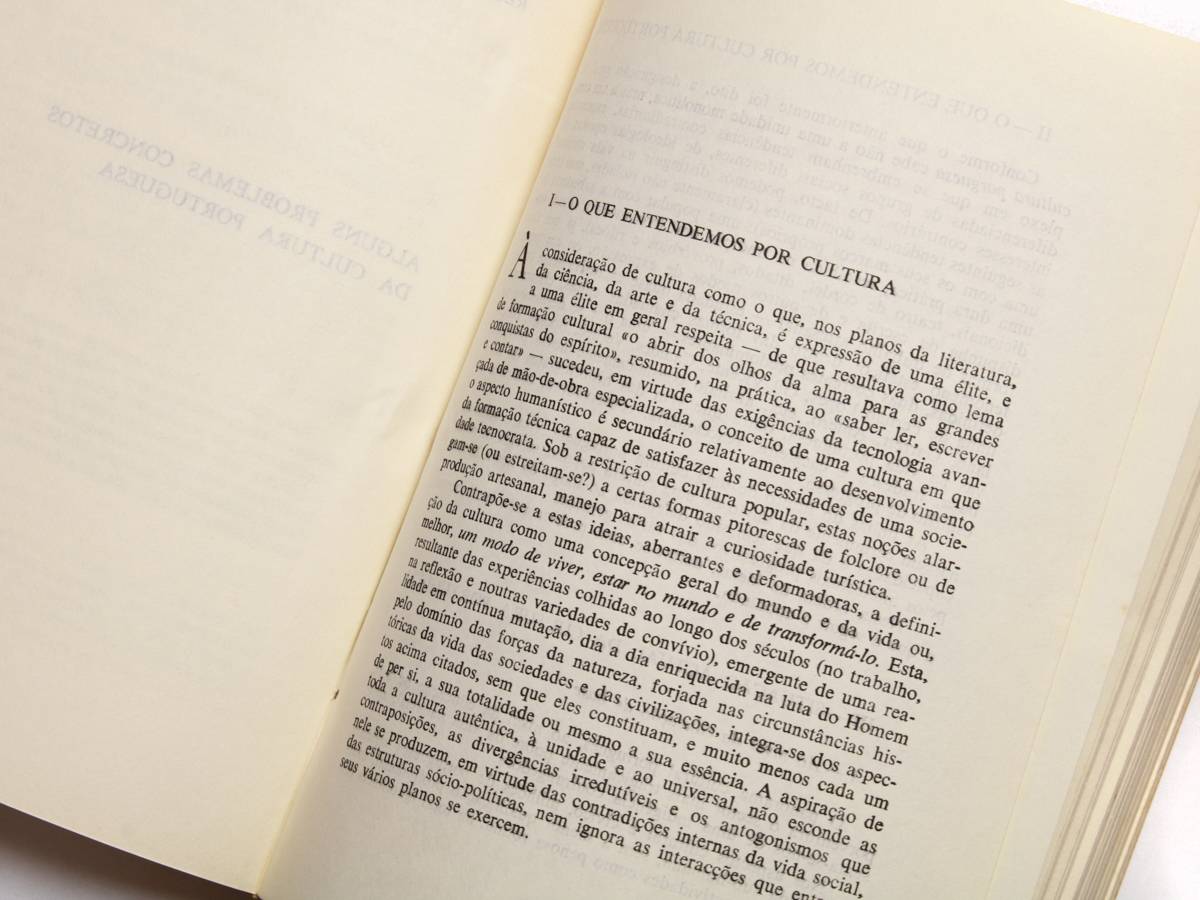 ALGUNS PROBLEMAS CONCRETOS
DA CULTURA PORTUGUESA
I—O QUE ENTENDEMOS POR CULTURA
À consideração de cultura como o que, nos planos da literatura,
da ciência, da arte e da técnica, é expressão de uma élite, e
a uma élite em geral respeita — de que resultava como lema
de formação cultural «o abrir dos olhos da alma para as grandes
conquistas do espírito», resumido, na prática, ao «saber ler, escrever
e contar» — sucedeu, em virtude das exigências da tecnologia avan-
çada de mão-de-obra especializada, o conceito de uma cultura em que
o aspecto humanístico é secundário relativamente ao desenvolvimento
da formação técnica capaz de satisfazer às necessidades de uma socie-
dade tecnocrata. Sob a restrição de cultura popular, estas noções alar-
gam-se (ou estreitam-se?) a certas formas pitorescas de folclore ou de
produção artesanal, manejo para atrair a curiosidade turística.
Contrapõe-se a estas ideias, aberrantes e deformadoras, a defini-
ção da cultura como uma concepção geral do mundo e da vida ou,
melhor, um modo de viver, estar no mundo e de transformá-lo. Esta,
resultante das experiências colhidas ao longo dos séculos (no trabalho,
na reflexão e noutras variedades de convívio), emergente de uma rea-
lidade em contínua mutação, dia a dia enriquecida na luta do Homem
pelo domínio das forças da natureza, forjada nas circunstâncias his-
tóricas da vida das sociedades e das civilizações, integra-se dos aspec-
tos acima citados, sem que eles constituam, e muito menos cada um
de per si, a sua totalidade ou mesmo a sua essência. A aspiração de
toda a cultura autêntica, à unidade e ao universal, não esconde as
contraposições, as divergências irredutíveis e os antogonismos que
nele se produzem, em virtude das contradições internas da vida social,
das estruturas sócio-políticas, nem ignora as interacções que
seus vários planos se exercem.